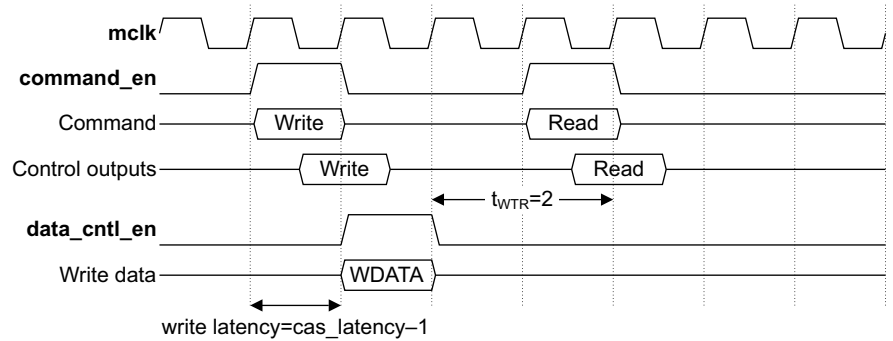 mclk
command_en
Command Write Read
Control outputs Write Read
tWTR=2
data_cntl_en
Write data WDATA
write latency=cas_latency–1